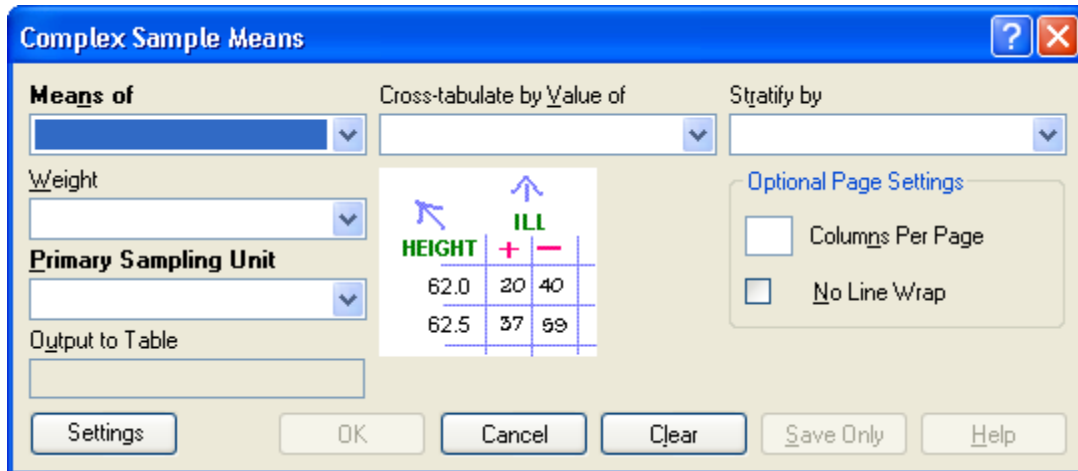 Complex Sample Means
Means of
Cross-tabulate by Value of
Stratify by
Weight
Optional Page Settings
ILL
HEIGHT + −
Columns Per Page
Primary Sampling Unit
62.0 20 40
No Line Wrap
62.5 37 59
Output to Table
Settings OK Cancel Clear Save Only Help